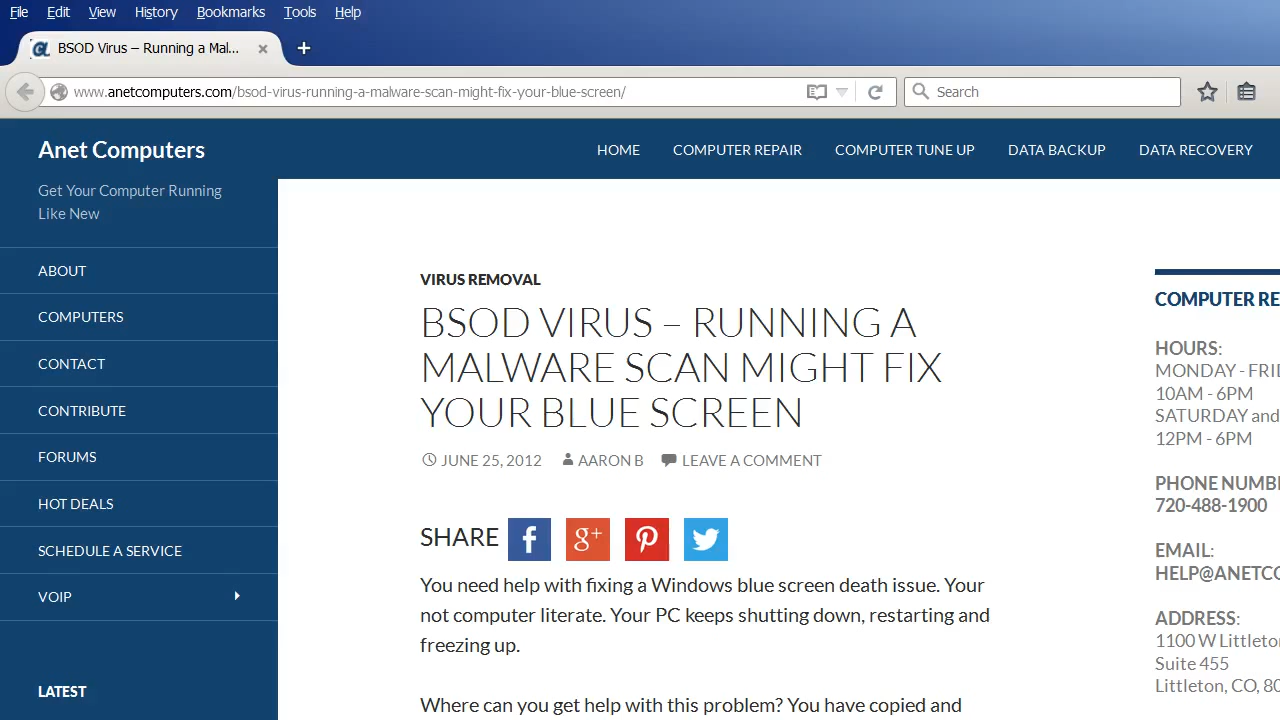 File Edit View History Bookmarks Tools Help
BSOD Virus – Running a Mal...
www.anetcomputers.com/bsod-virus-running-a-malware-scan-might-fix-your-blue-screen/
Search
Anet Computers
HOME COMPUTER REPAIR COMPUTER TUNE UP DATA BACKUP DATA RECOVERY
Get Your Computer Running
Like New
ABOUT
COMPUTERS
CONTACT
CONTRIBUTE
FORUMS
HOT DEALS
SCHEDULE A SERVICE
VOIP
LATEST
VIRUS REMOVAL
BSOD VIRUS – RUNNING A
MALWARE SCAN MIGHT FIX
YOUR BLUE SCREEN
JUNE 25, 2012 AARON B LEAVE A COMMENT
SHARE f g+
You need help with fixing a Windows blue screen death issue. Your
not computer literate. Your PC keeps shutting down, restarting and
freezing up.
Where can you get help with this problem? You have copied and
COMPUTER RE
HOURS:
MONDAY - FRI
10AM - 6PM
SATURDAY and
12PM - 6PM
PHONE NUMB
720-488-1900
EMAIL:
HELP@ANETCO
ADDRESS:
1100 W Littleto
Suite 455
Littleton, CO, 80